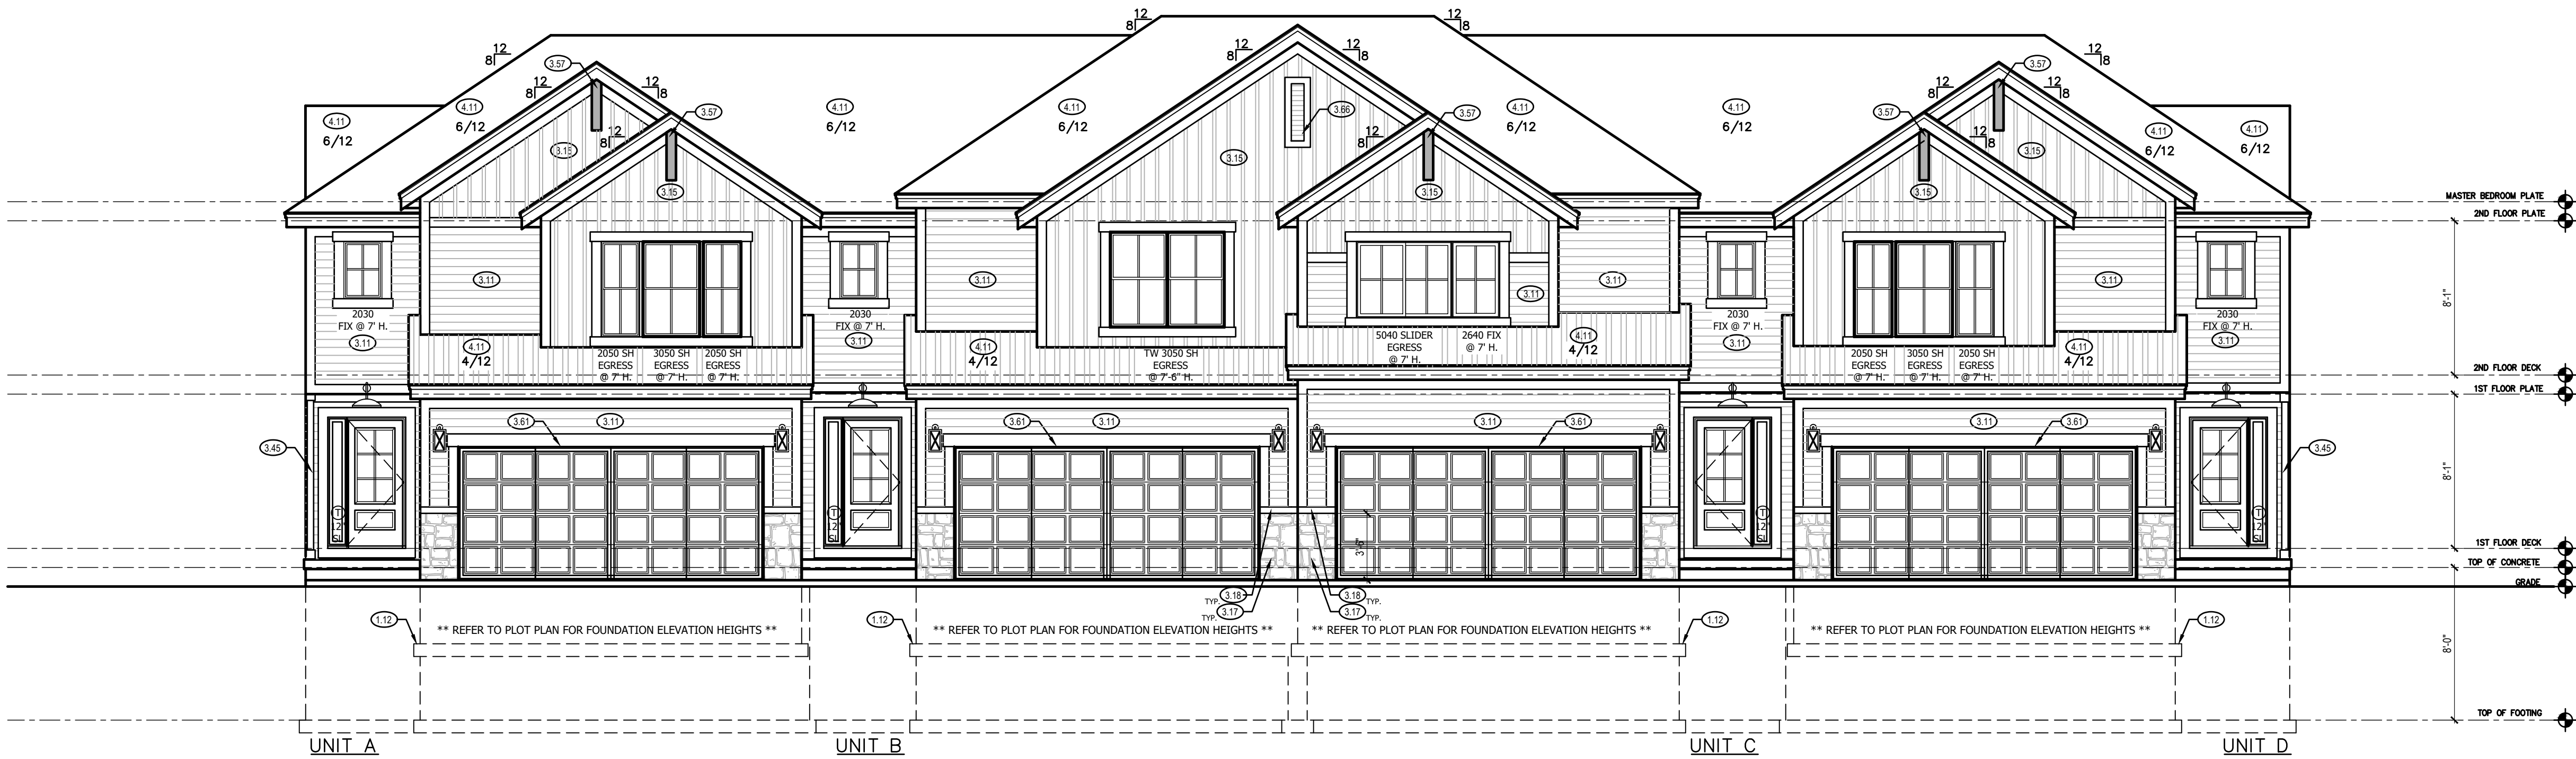 12
8
12
8
12
8
12
8
12
8
12
8
12
8
12
8
12
8
12
8
12
8
12
8
12
8
12
8
3.57
3.57
3.57
3.57
3.57
3.66
4.11
6/12
4.11
6/12
4.11
6/12
4.11
6/12
4.11
6/12
4.11
6/12
4.11
6/12
4.11
6/12
3.15
3.15
3.15
3.15
3.15
3.15
MASTER BEDROOM PLATE
2ND FLOOR PLATE
3.11
3.11
3.11
3.11
3.11
8'-1"
2030
FIX @ 7' H.
3.11
2030
FIX @ 7' H.
3.11
2030
FIX @ 7' H.
3.11
2030
FIX @ 7' H.
3.11
4.11
4/12
2050 SH
EGRESS
@ 7' H.
3050 SH
EGRESS
@ 7' H.
2050 SH
EGRESS
@ 7' H.
4.11
4/12
TW 3050 SH
EGRESS
@ 7'-6" H.
5040 SLIDER
EGRESS
@ 7' H.
2640 FIX
@ 7' H.
4.11
4/12
2050 SH
EGRESS
@ 7' H.
3050 SH
EGRESS
@ 7' H.
2050 SH
EGRESS
@ 7' H.
4.11
4/12
2ND FLOOR DECK
1ST FLOOR PLATE
3.45
3.61
3.11
3.61
3.11
3.11
3.61
3.11
3.61
3.45
8'-1"
T
12"
SL
T
12"
SL
T
12"
SL
T
12"
SL
3'-6"
1ST FLOOR DECK
TOP OF CONCRETE
GRADE
TYP. 3.18
TYP. 3.17
3.18 TYP.
3.17 TYP.
1.12
** REFER TO PLOT PLAN FOR FOUNDATION ELEVATION HEIGHTS **
1.12
** REFER TO PLOT PLAN FOR FOUNDATION ELEVATION HEIGHTS **
** REFER TO PLOT PLAN FOR FOUNDATION ELEVATION HEIGHTS **
1.12
** REFER TO PLOT PLAN FOR FOUNDATION ELEVATION HEIGHTS **
1.12
8'-0"
TOP OF FOOTING
UNIT A
UNIT B
UNIT C
UNIT D